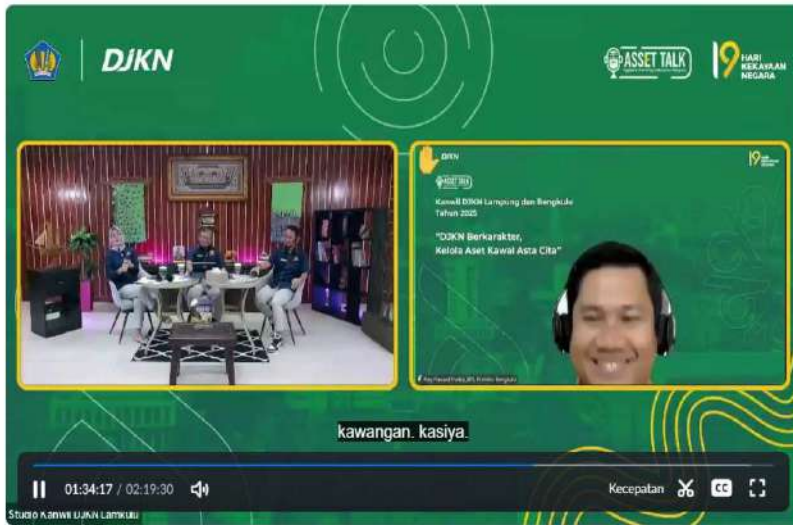 DJKN
ASSET TALK
19 HARI
KEKAYAAN
NEGARA
DJKN
ASSET TALK
Kanwil DJKN Lampung dan Bengkulu
Tahun 2025
"DJKN Berkarakter,
Kelola Aset Kawal Asta Cita"
kawangan. kasiya.
01:34:17 / 02:19:30
Kecepatan
CC
Studio Kanwil DJKN Lamkulu